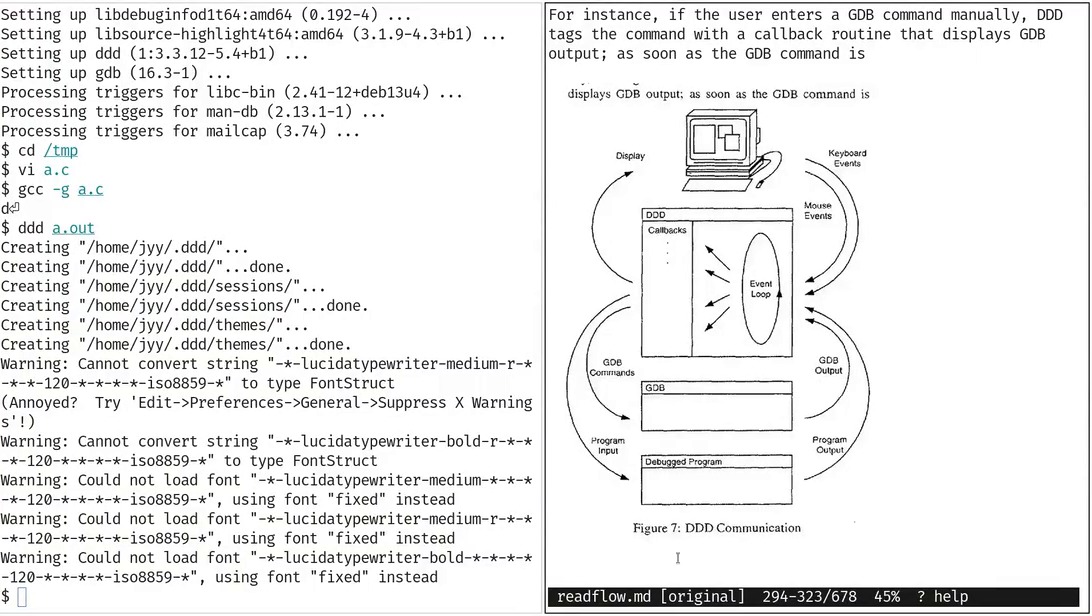 Setting up libdebuginfod1t64:amd64 (0.192-4) ...
Setting up libsource-highlight4t64:amd64 (3.1.9-4.3+b1) ...
Setting up ddd (1:3.3.12-5.4+b1) ...
Setting up gdb (16.3-1) ...
Processing triggers for libc-bin (2.41-12+deb13u4) ...
Processing triggers for man-db (2.13.1-1) ...
Processing triggers for mailcap (3.74) ...
$ cd /tmp
$ vi a.c
$ gcc -g a.c
d⏎
$ ddd a.out
Creating "/home/jyy/.ddd/"...
Creating "/home/jyy/.ddd/"...done.
Creating "/home/jyy/.ddd/sessions/"...
Creating "/home/jyy/.ddd/sessions/"...done.
Creating "/home/jyy/.ddd/themes/"...
Creating "/home/jyy/.ddd/themes/"...done.
Warning: Cannot convert string "-*-lucidatypewriter-medium-r-*
-*-*-120-*-*-*-*-iso8859-*" to type FontStruct
(Annoyed?  Try 'Edit->Preferences->General->Suppress X Warning
s'!)
Warning: Cannot convert string "-*-lucidatypewriter-bold-r-*-*
-*-120-*-*-*-*-iso8859-*" to type FontStruct
Warning: Could not load font "-*-lucidatypewriter-medium-*-*-*
-*-120-*-*-*-*-iso8859-*", using font "fixed" instead
Warning: Could not load font "-*-lucidatypewriter-medium-r-*-*
-*-120-*-*-*-*-iso8859-*", using font "fixed" instead
Warning: Could not load font "-*-lucidatypewriter-bold-*-*-*-*
-120-*-*-*-*-iso8859-*", using font "fixed" instead
$
For instance, if the user enters a GDB command manually, DDD
tags the command with a callback routine that displays GDB
output; as soon as the GDB command is
displays GDB output; as soon as the GDB command is
Display
Keyboard
Events
Mouse
Events
DDD
Callbacks
Event
Loop
GDB
Commands
GDB
Output
GDB
Program
Input
Program
Output
Debugged Program
Figure 7: DDD Communication
readflow.md [original]  294-323/678  45%  ? help